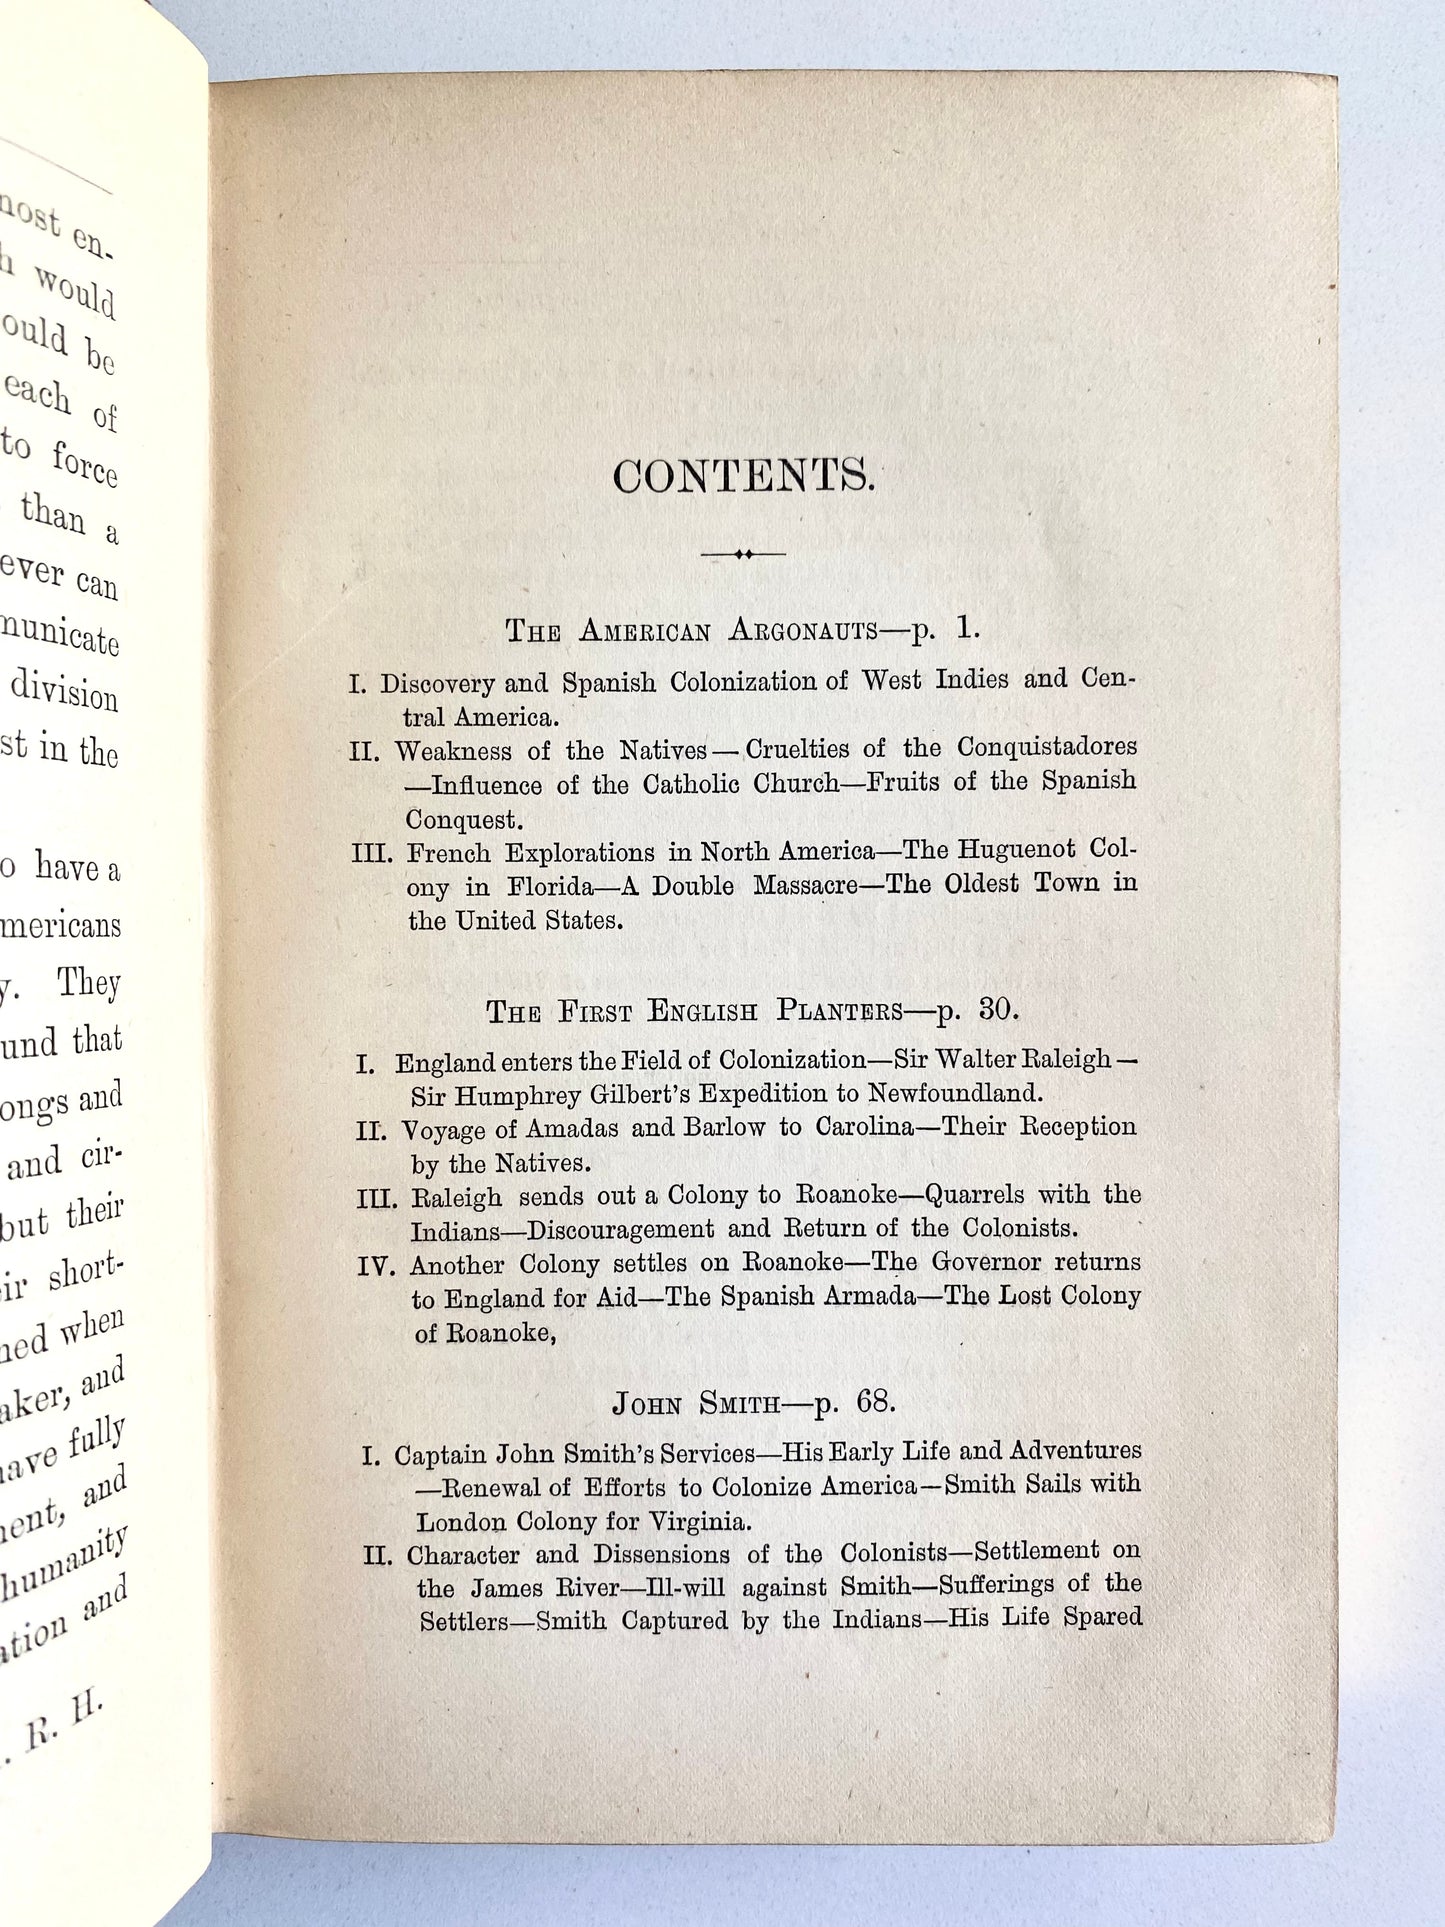 most en-
would
ould be
each of
to force
than a
ever can
municate
division
st in the
have a
mericans
They
und that
ongs and
and cir-
but their
ir short-
ned when
aker, and
have fully
ment, and
humanity
ation and
R. H.
CONTENTS.
THE AMERICAN ARGONAUTS—p. 1.
I. Discovery and Spanish Colonization of West Indies and Cen-
tral America.
II. Weakness of the Natives—Cruelties of the Conquistadores
—Influence of the Catholic Church—Fruits of the Spanish
Conquest.
III. French Explorations in North America—The Huguenot Col-
ony in Florida—A Double Massacre—The Oldest Town in
the United States.
THE FIRST ENGLISH PLANTERS—p. 30.
I. England enters the Field of Colonization—Sir Walter Raleigh—
Sir Humphrey Gilbert's Expedition to Newfoundland.
II. Voyage of Amadas and Barlow to Carolina—Their Reception
by the Natives.
III. Raleigh sends out a Colony to Roanoke—Quarrels with the
Indians—Discouragement and Return of the Colonists.
IV. Another Colony settles on Roanoke—The Governor returns
to England for Aid—The Spanish Armada—The Lost Colony
of Roanoke,
JOHN SMITH—p. 68.
I. Captain John Smith's Services—His Early Life and Adventures
—Renewal of Efforts to Colonize America—Smith Sails with
London Colony for Virginia.
II. Character and Dissensions of the Colonists—Settlement on
the James River—Ill-will against Smith—Sufferings of the
Settlers—Smith Captured by the Indians—His Life Spared